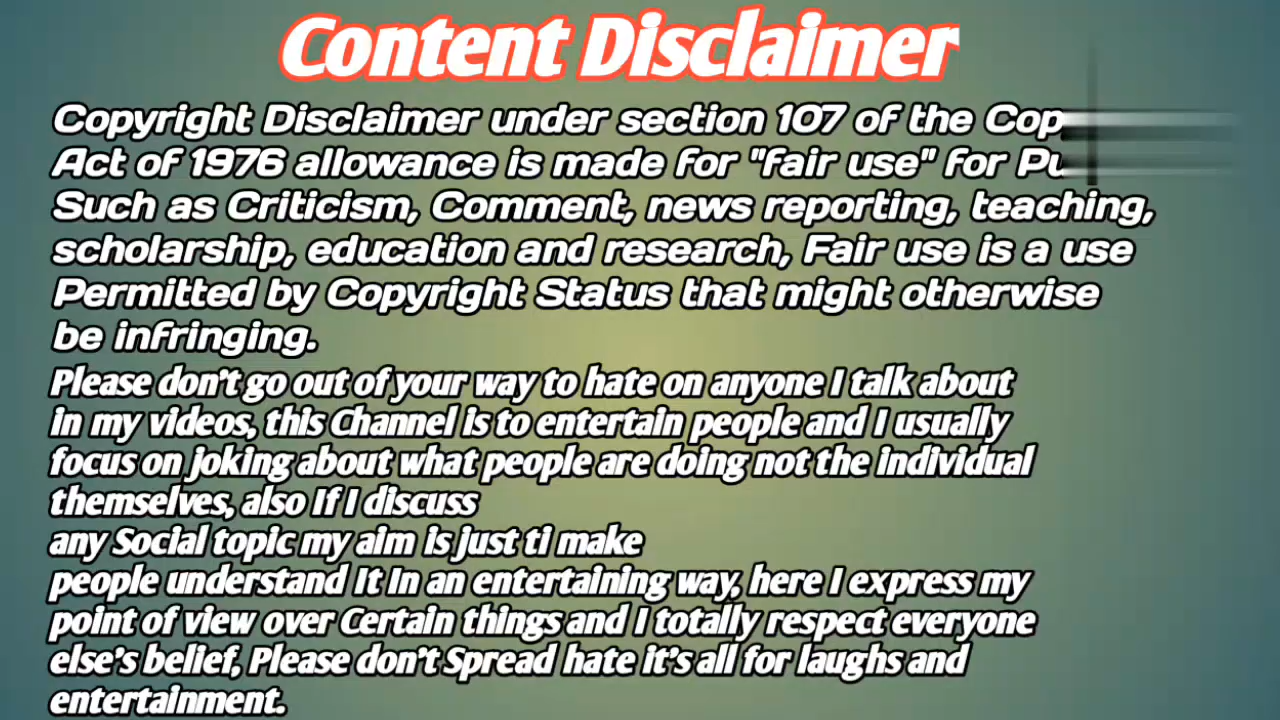 Content Disclaimer
Copyright Disclaimer under section 107 of the
Act of 1976 allowance is made for "fair use" for
Such as Criticism, Comment, news reporting, teaching,
scholarship, education and research, Fair use is a use
Permitted by Copyright Status that might otherwise
be infringing.
Please don't go out of your way to hate on anyone I talk about
in my videos, this Channel is to entertain people and I usually
focus on joking about what people are doing not the individual
themselves, also If I discuss
any Social topic my aim is just ti make
people understand It In an entertaining way, here I express my
point of view over Certain things and I totally respect everyone
else's belief, Please don't Spread hate it's all for laughs and
entertainment.